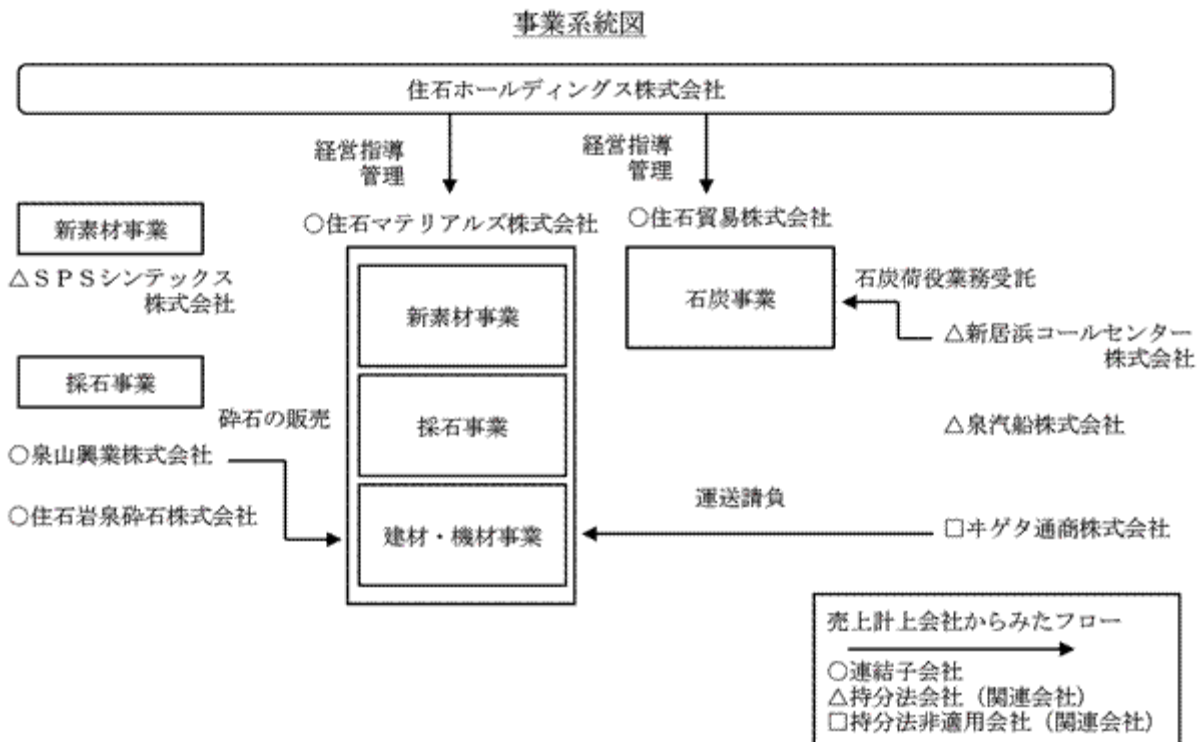 事業系統図
住石ホールディングス株式会社
経営指導
管理
経営指導
管理
新素材事業
△SPSシンテックス
株式会社
○住石マテリアルズ株式会社
○住石貿易株式会社
新素材事業
石炭事業
石炭荷役業務受託
△新居浜コールセンター
株式会社
採石事業
砕石の販売
採石事業
△泉汽船株式会社
○泉山興業株式会社
○住石岩泉砕石株式会社
建材・機材事業
運送請負
□ヰゲタ通商株式会社
売上計上会社からみたフロー
○連結子会社
△持分法会社(関連会社)
□持分法非適用会社(関連会社)